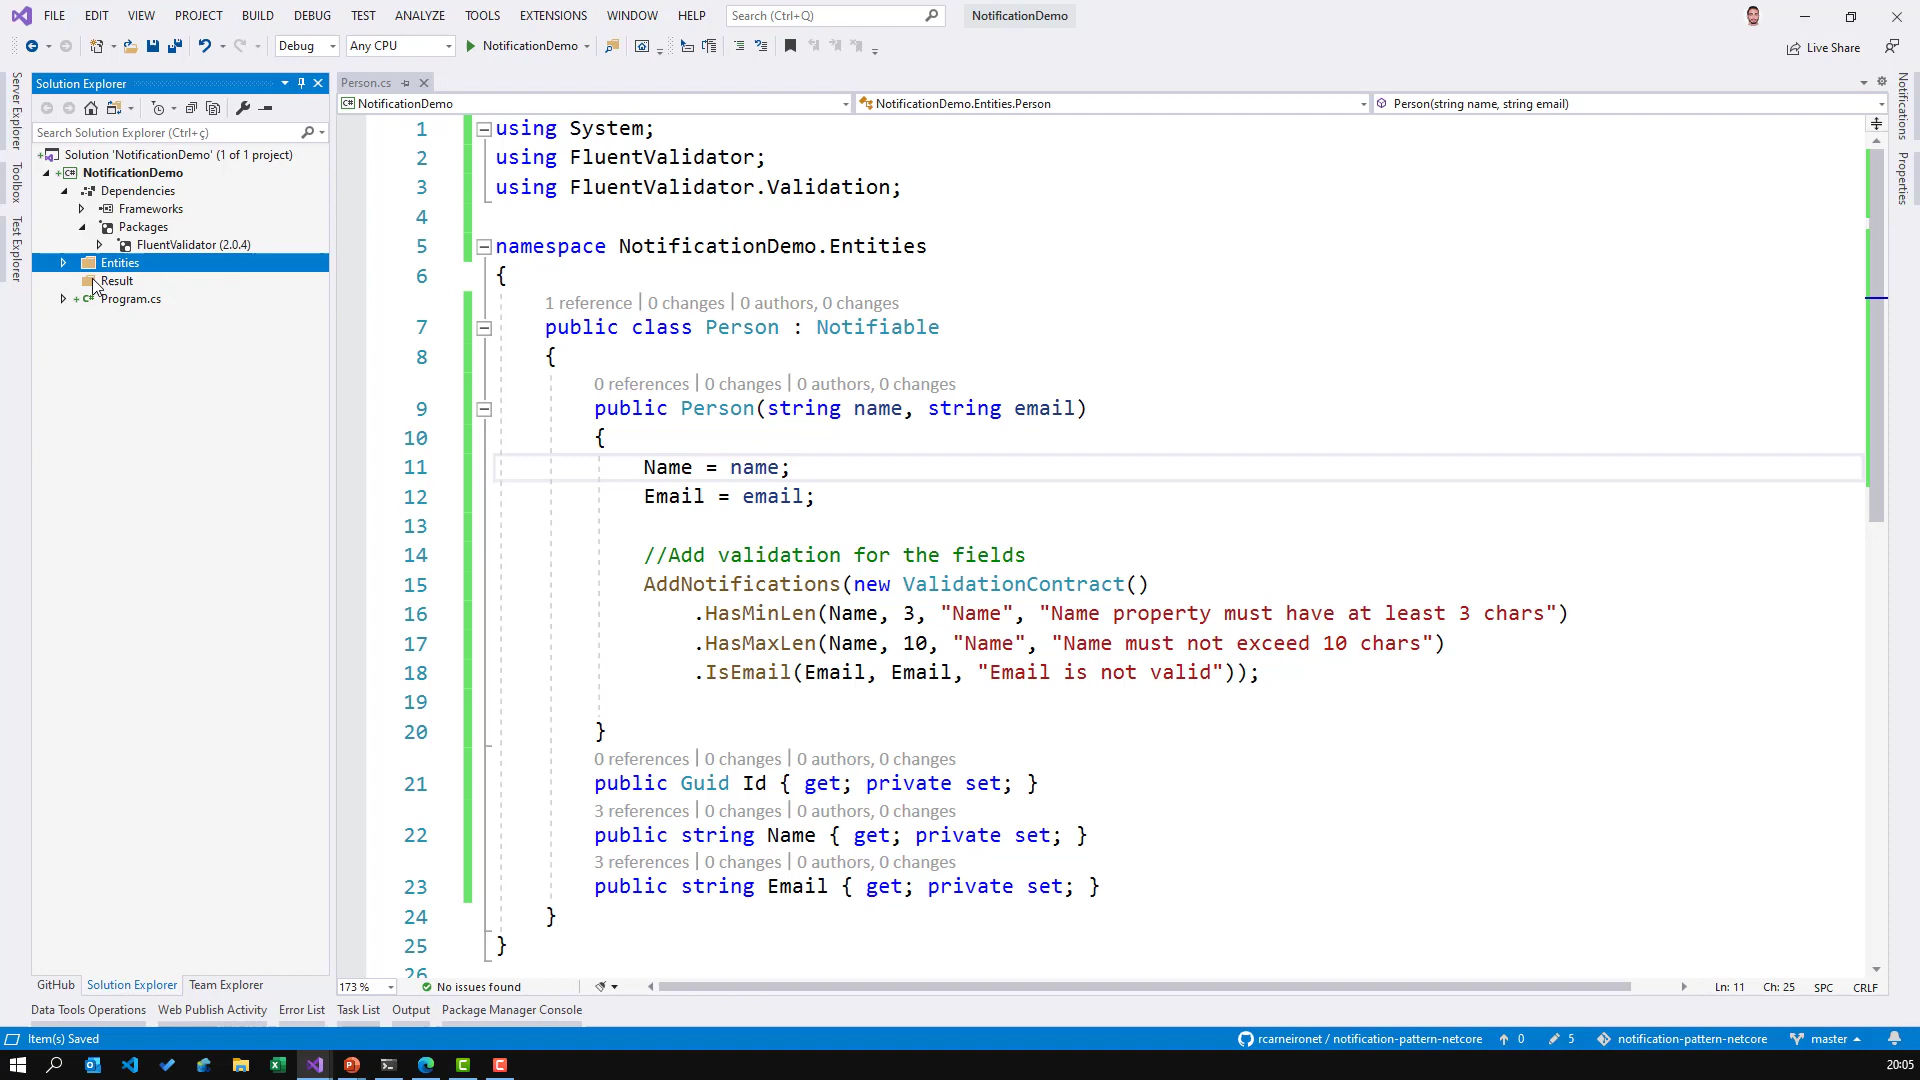 FILE EDIT VIEW PROJECT BUILD DEBUG TEST ANALYZE TOOLS EXTENSIONS WINDOW HELP Search (Ctrl+Q) NotificationDemo
Debug Any CPU NotificationDemo Live Share
Server Explorer
Toolbox
Test Explorer
Solution Explorer
Search Solution Explorer (Ctrl+ç)
Solution 'NotificationDemo' (1 of 1 project)
NotificationDemo
Dependencies
Frameworks
Packages
FluentValidator (2.0.4)
Entities
Result
Program.cs
Person.cs
NotificationDemo NotificationDemo.Entities.Person Person(string name, string email)
1 using System;
2 using FluentValidator;
3 using FluentValidator.Validation;
4
5 namespace NotificationDemo.Entities
6 {
1 reference | 0 changes | 0 authors, 0 changes
7 public class Person : Notifiable
8 {
0 references | 0 changes | 0 authors, 0 changes
9 public Person(string name, string email)
10 {
11 Name = name;
12 Email = email;
13
14 //Add validation for the fields
15 AddNotifications(new ValidationContract()
16 .HasMinLen(Name, 3, "Name", "Name property must have at least 3 chars")
17 .HasMaxLen(Name, 10, "Name", "Name must not exceed 10 chars")
18 .IsEmail(Email, Email, "Email is not valid"));
19
20 }
0 references | 0 changes | 0 authors, 0 changes
21 public Guid Id { get; private set; }
3 references | 0 changes | 0 authors, 0 changes
22 public string Name { get; private set; }
3 references | 0 changes | 0 authors, 0 changes
23 public string Email { get; private set; }
24 }
25 }
26
Notifications
Properties
173 % No issues found Ln: 11 Ch: 25 SPC CRLF
GitHub Solution Explorer Team Explorer
Data Tools Operations Web Publish Activity Error List Task List Output Package Manager Console
Item(s) Saved rcarneironet / notification-pattern-netcore 0 5 notification-pattern-netcore master
20:05